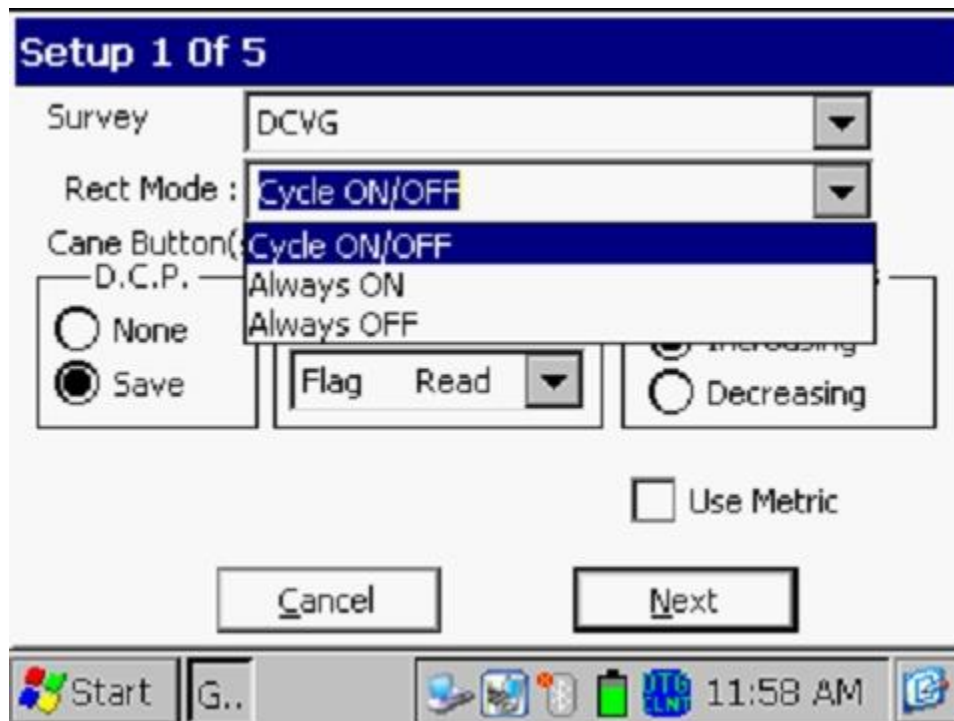 Setup 1 Of 5
Survey DCVG
Rect Mode : Cycle ON/OFF
Cane Button( Cycle ON/OFF
Always ON
Always OFF
D.C.P.
None
Save
Flag Read
Increasing
Decreasing
Use Metric
Cancel Next
Start G.. 11:58 AM